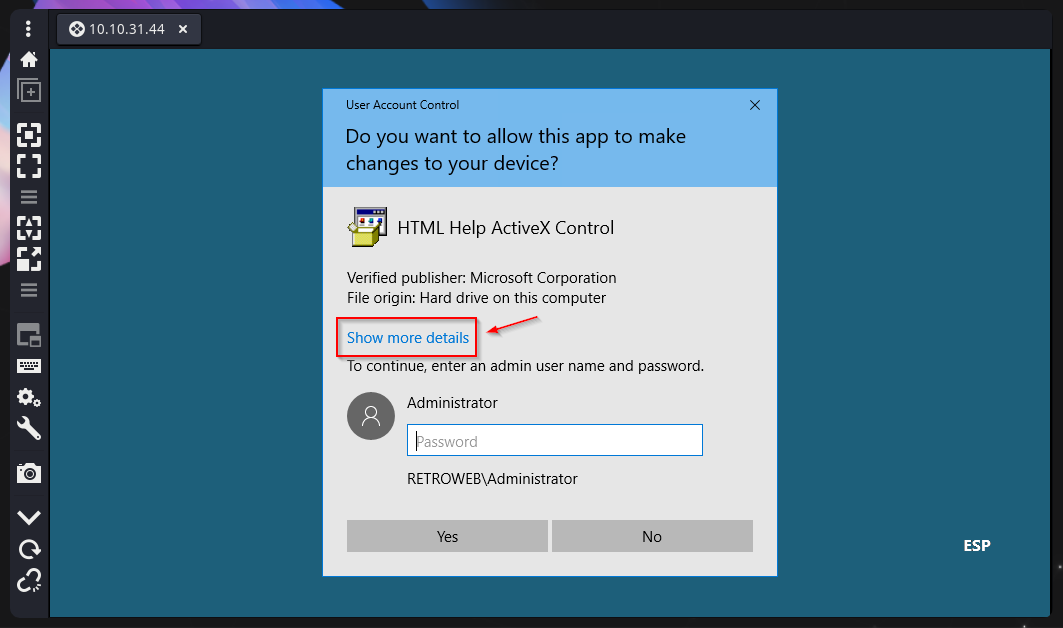 10.10.31.44
User Account Control
Do you want to allow this app to make
changes to your device?
HTML Help ActiveX Control
Verified publisher: Microsoft Corporation
File origin: Hard drive on this computer
Show more details
To continue, enter an admin user name and password.
Administrator
Password
RETROWEB\Administrator
Yes
No
ESP